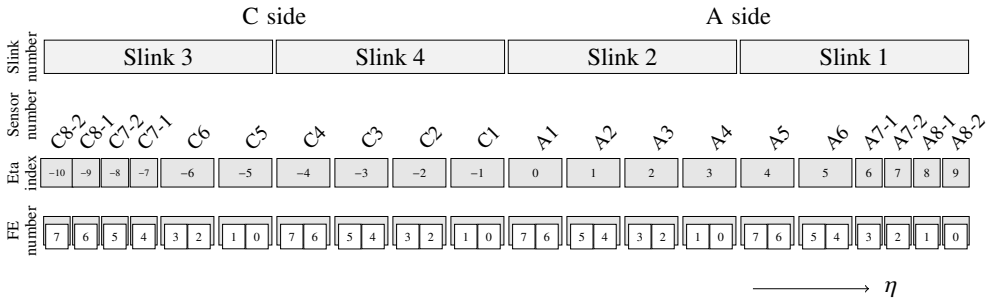 C side A side
Slink number Slink 3 Slink 4 Slink 2 Slink 1
Sensor number C8-2 C8-1 C7-2 C7-1 C6 C5 C4 C3 C2 C1 A1 A2 A3 A4 A5 A6 A7-1 A7-2 A8-1 A8-2
Eta index −10 −9 −8 −7 −6 −5 −4 −3 −2 −1 0 1 2 3 4 5 6 7 8 9
FE number 7 6 5 4 3 2 1 0 7 6 5 4 3 2 1 0 7 6 5 4 3 2 1 0 7 6 5 4 3 2 1 0
η